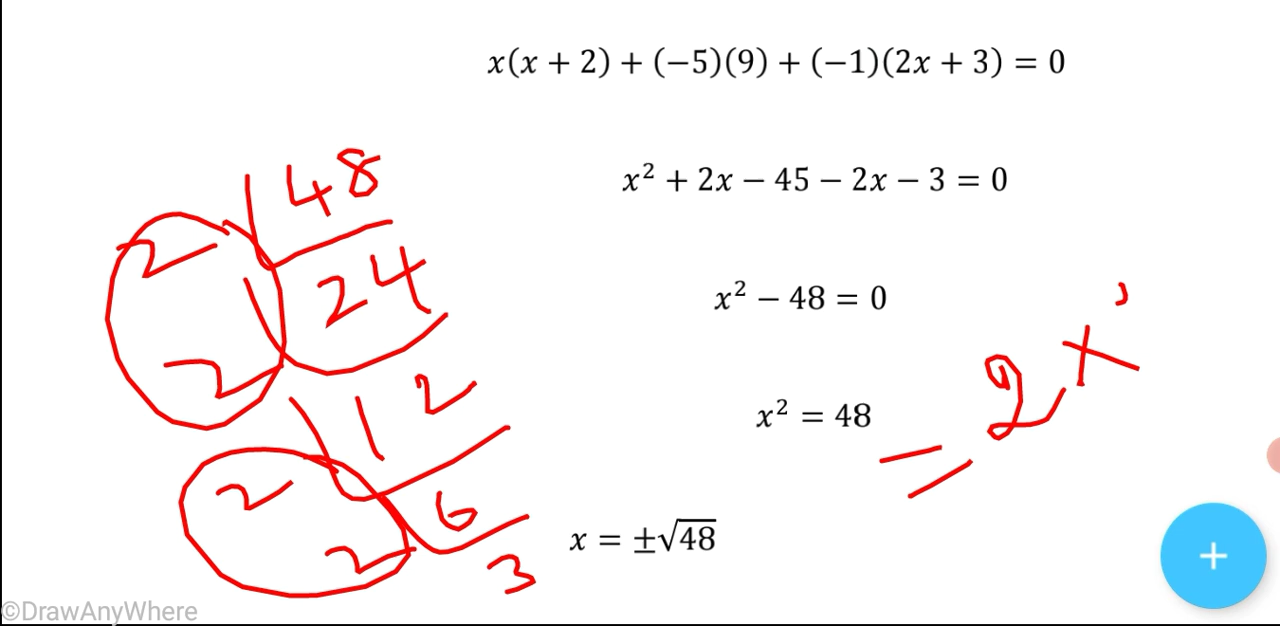 x(x + 2) + (−5)(9) + (−1)(2x + 3) = 0
x² + 2x − 45 − 2x − 3 = 0
x² − 48 = 0
x² = 48
x = ±√48
48
2 24
2 12
2 6
2 3
= 2 ×
©DrawAnyWhere